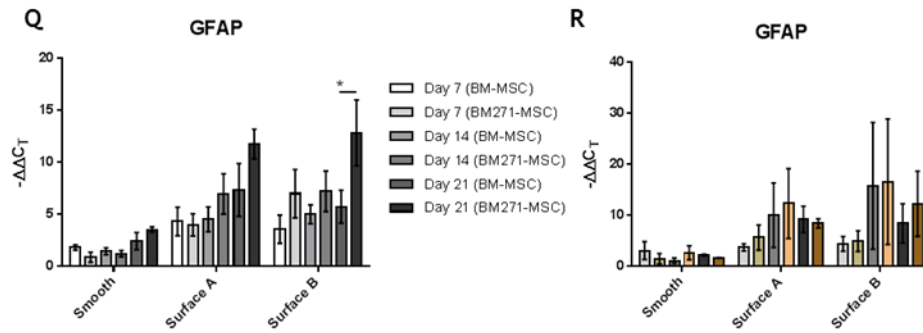 Q
GFAP
-ΔΔC_T
20
15
10
5
0
*
Smooth
Surface A
Surface B
Day 7 (BM-MSC)
Day 7 (BM271-MSC)
Day 14 (BM-MSC)
Day 14 (BM271-MSC)
Day 21 (BM-MSC)
Day 21 (BM271-MSC)
R
GFAP
-ΔΔC_T
40
30
20
10
0
Smooth
Surface A
Surface B